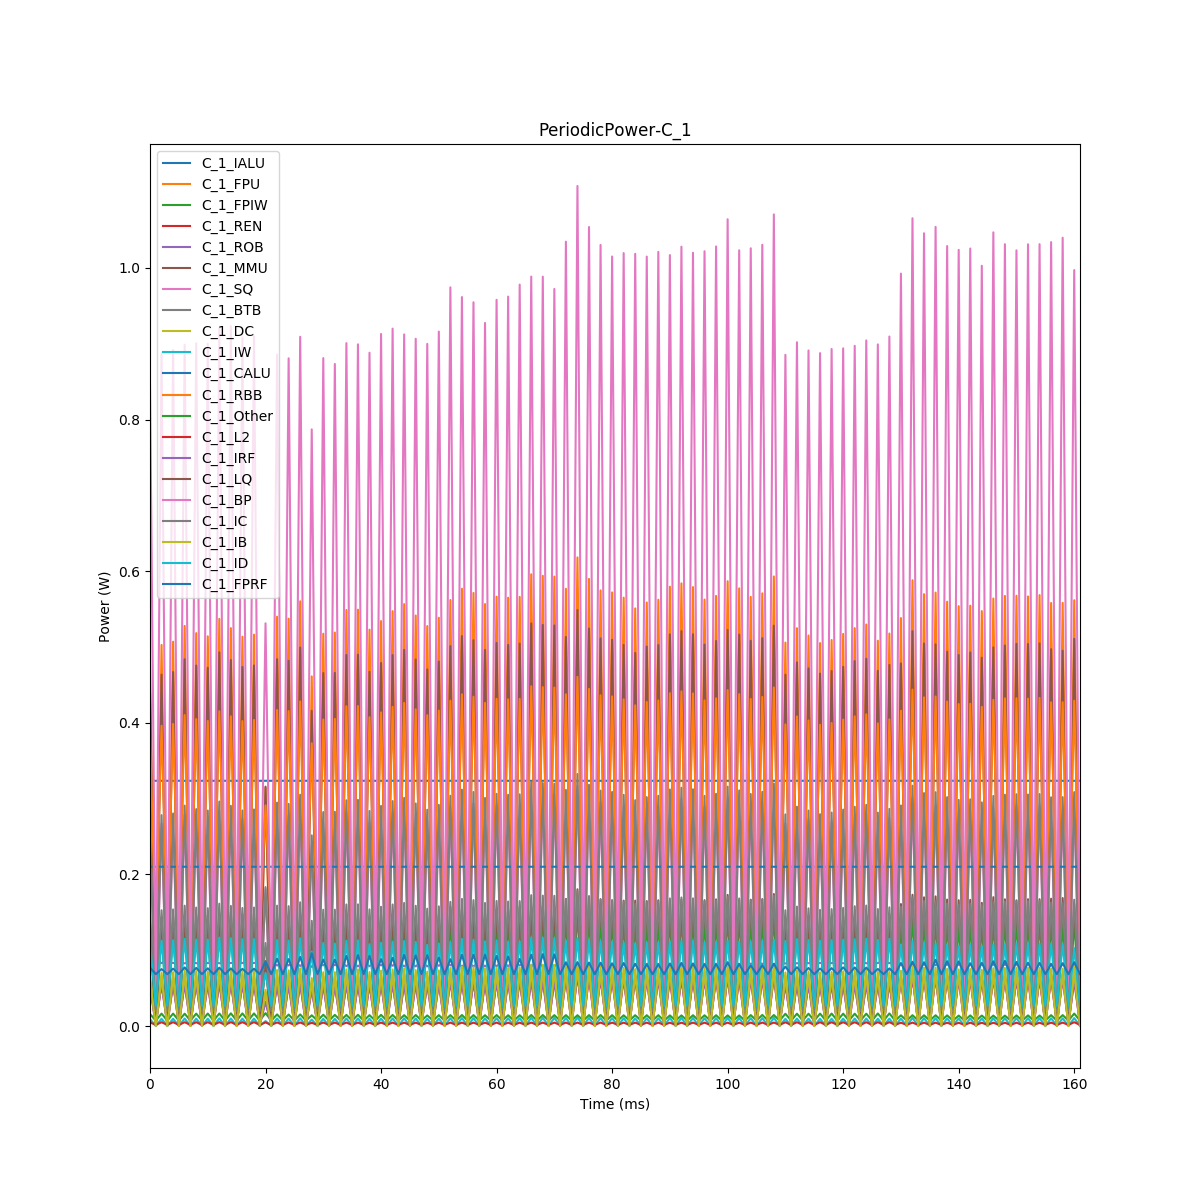 PeriodicPower-C_1
C_1_IALU
C_1_FPU
C_1_FPIW
C_1_REN
C_1_ROB
C_1_MMU
C_1_SQ
C_1_BTB
C_1_DC
C_1_IW
C_1_CALU
C_1_RBB
C_1_Other
C_1_L2
C_1_IRF
C_1_LQ
C_1_BP
C_1_IC
C_1_IB
C_1_ID
C_1_FPRF
Power (W)
1.0
0.8
0.6
0.4
0.2
0.0
0 20 40 60 80 100 120 140 160
Time (ms)